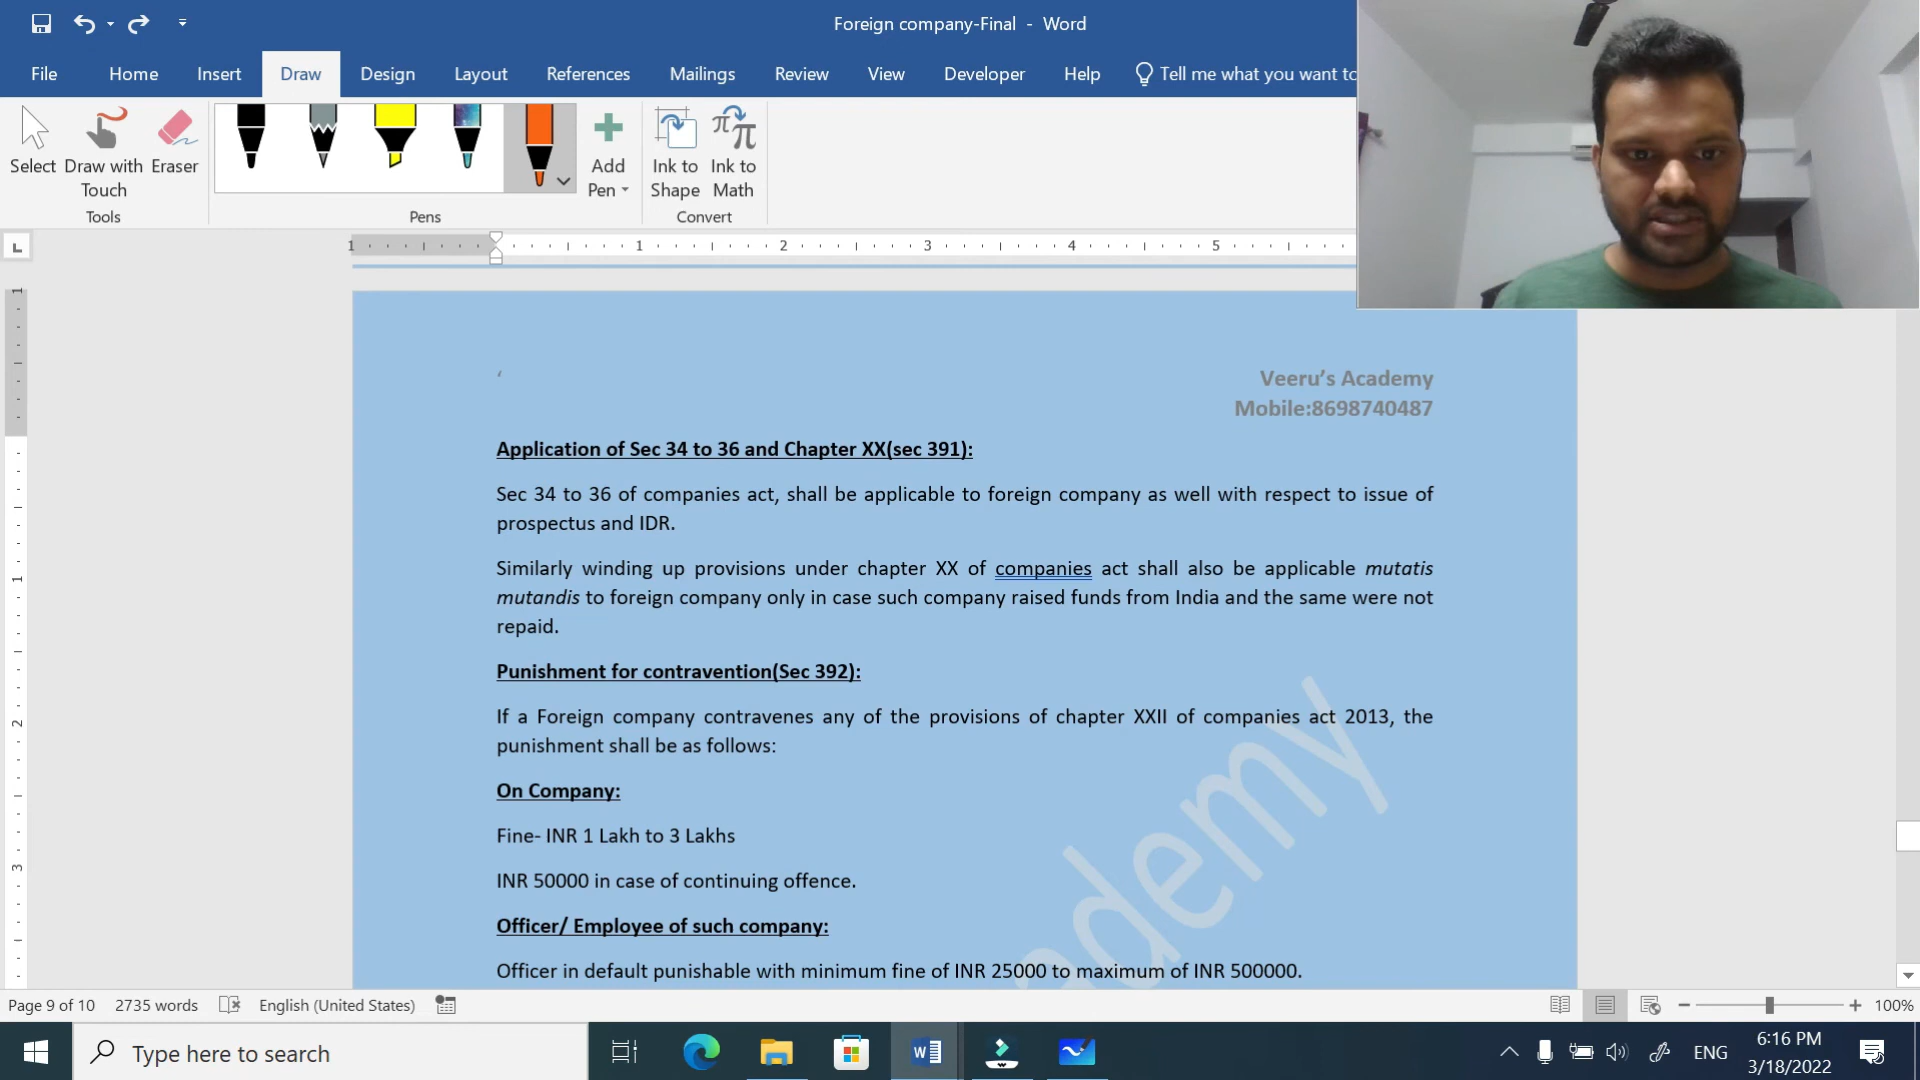 Foreign company-Final - Word
File Home Insert Draw Design Layout References Mailings Review View Developer Help Tell me what you want to
Select Draw with Touch Eraser Add Pen Ink to Shape Ink to Math
Tools Pens Convert
1 1 2 3 4 5
‘ Veeru’s Academy
Mobile:8698740487
Application of Sec 34 to 36 and Chapter XX(sec 391):
Sec 34 to 36 of companies act, shall be applicable to foreign company as well with respect to issue of
prospectus and IDR.
Similarly winding up provisions under chapter XX of companies act shall also be applicable mutatis
mutandis to foreign company only in case such company raised funds from India and the same were not
repaid.
Punishment for contravention(Sec 392):
If a Foreign company contravenes any of the provisions of chapter XXII of companies act 2013, the
punishment shall be as follows:
On Company:
Fine- INR 1 Lakh to 3 Lakhs
INR 50000 in case of continuing offence.
Officer/ Employee of such company:
Officer in default punishable with minimum fine of INR 25000 to maximum of INR 500000.
ademy
Page 9 of 10 2735 words English (United States) 100%
Type here to search
ENG
6:16 PM
3/18/2022